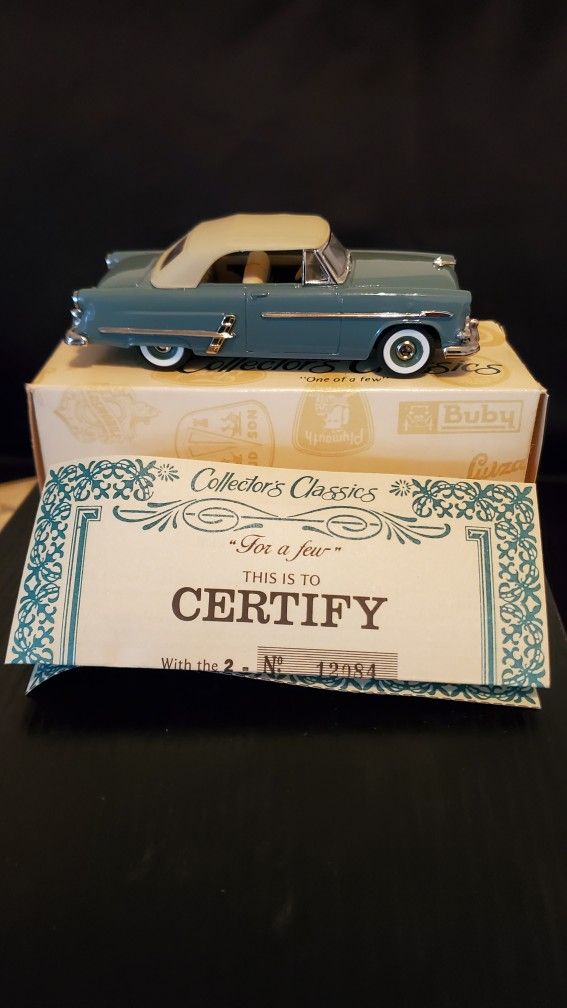 Collector's Classics
"One of a few"
Plymouth
Buby
Collector's Classics
"For a few"
THIS IS TO
CERTIFY
With the 2 - Nº 12084